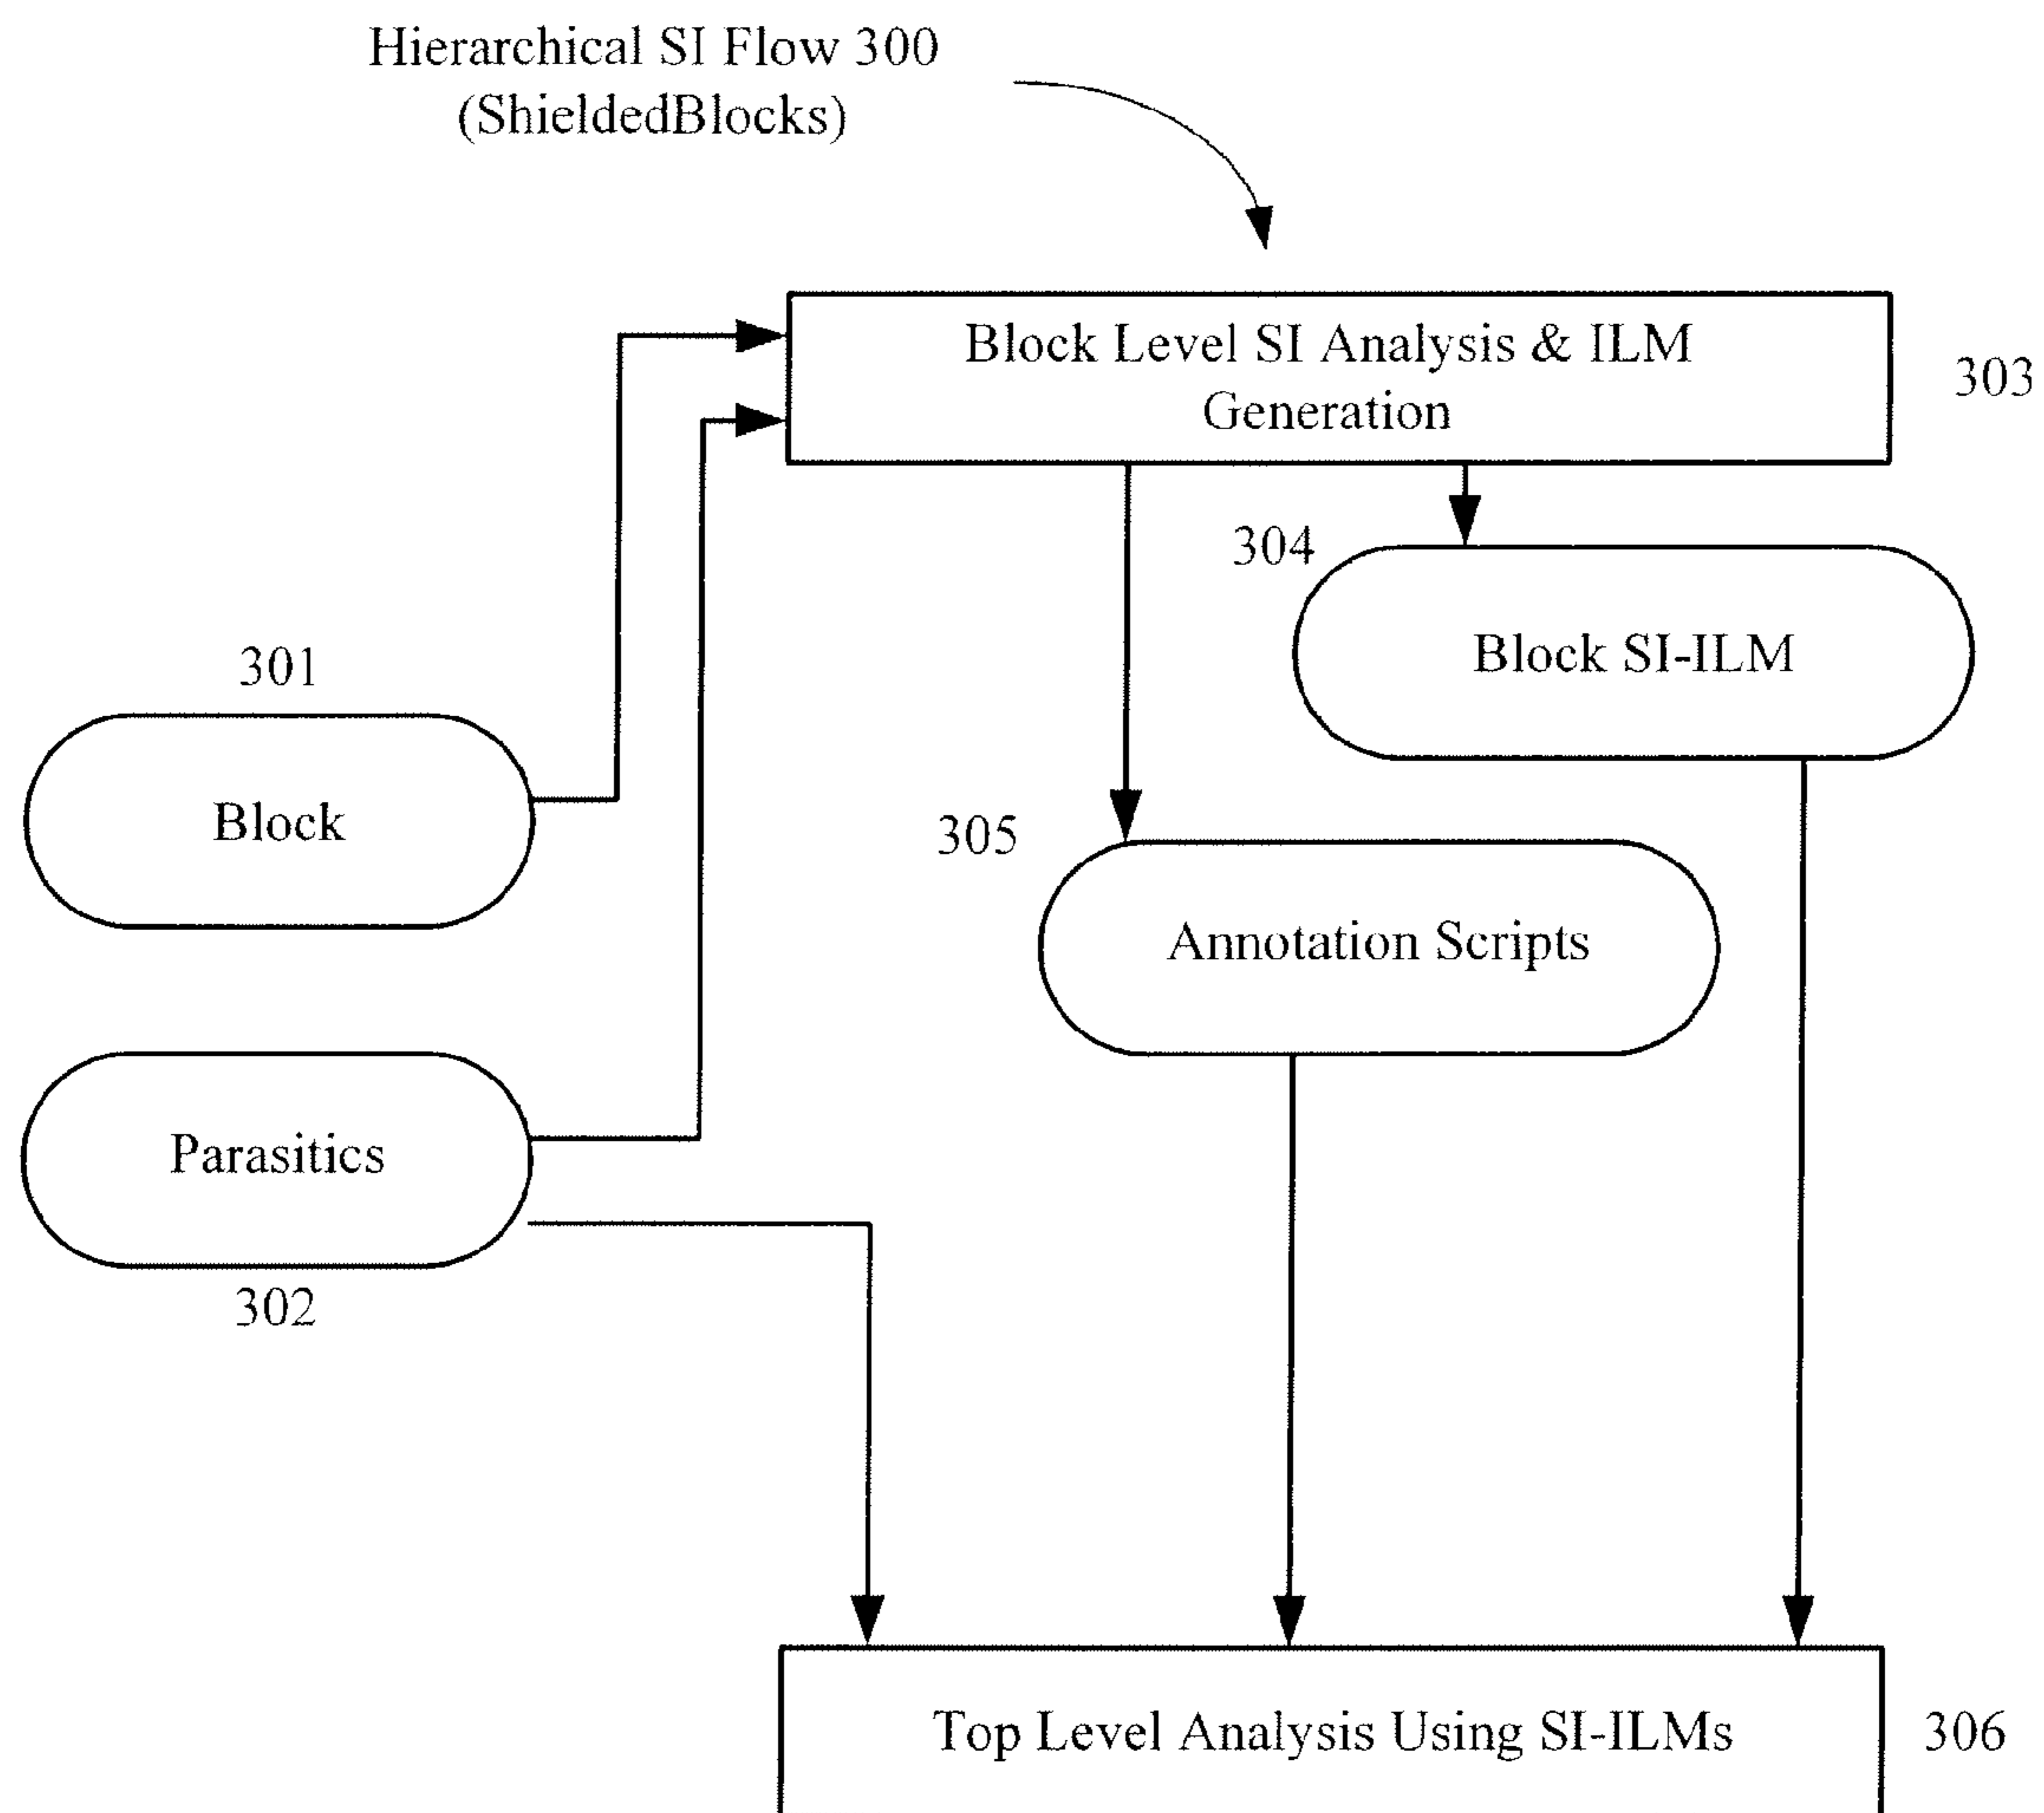 Hierarchical SI Flow 300
(ShieldedBlocks)
Block Level SI Analysis & ILM
Generation
303
304
Block SI-ILM
301
Block
305
Annotation Scripts
Parasitics
302
Top Level Analysis Using SI-ILMs
306